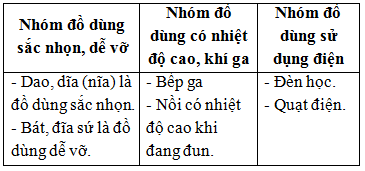 Nhóm đồ dùng
sắc nhọn, dễ vỡ
Nhóm đồ
dùng có nhiệt
độ cao, khí ga
Nhóm đồ
dùng sử
dụng điện
- Dao, dĩa (nĩa) là
đồ dùng sắc nhọn.
- Bát, đĩa sứ là đồ
dùng dễ vỡ.
- Bếp ga
- Nồi có nhiệt
độ cao khi
đang đun.
- Đèn học.
- Quạt điện.